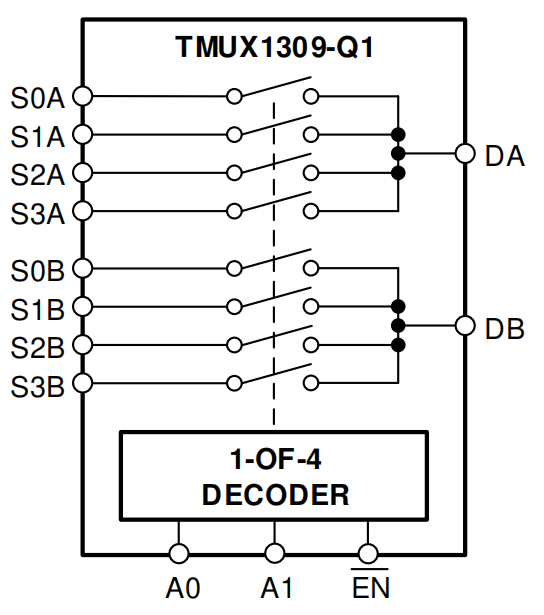 TMUX1309-Q1
S0A
S1A
S2A
S3A
DA
S0B
S1B
S2B
S3B
DB
1-OF-4
DECODER
A0 A1 EN